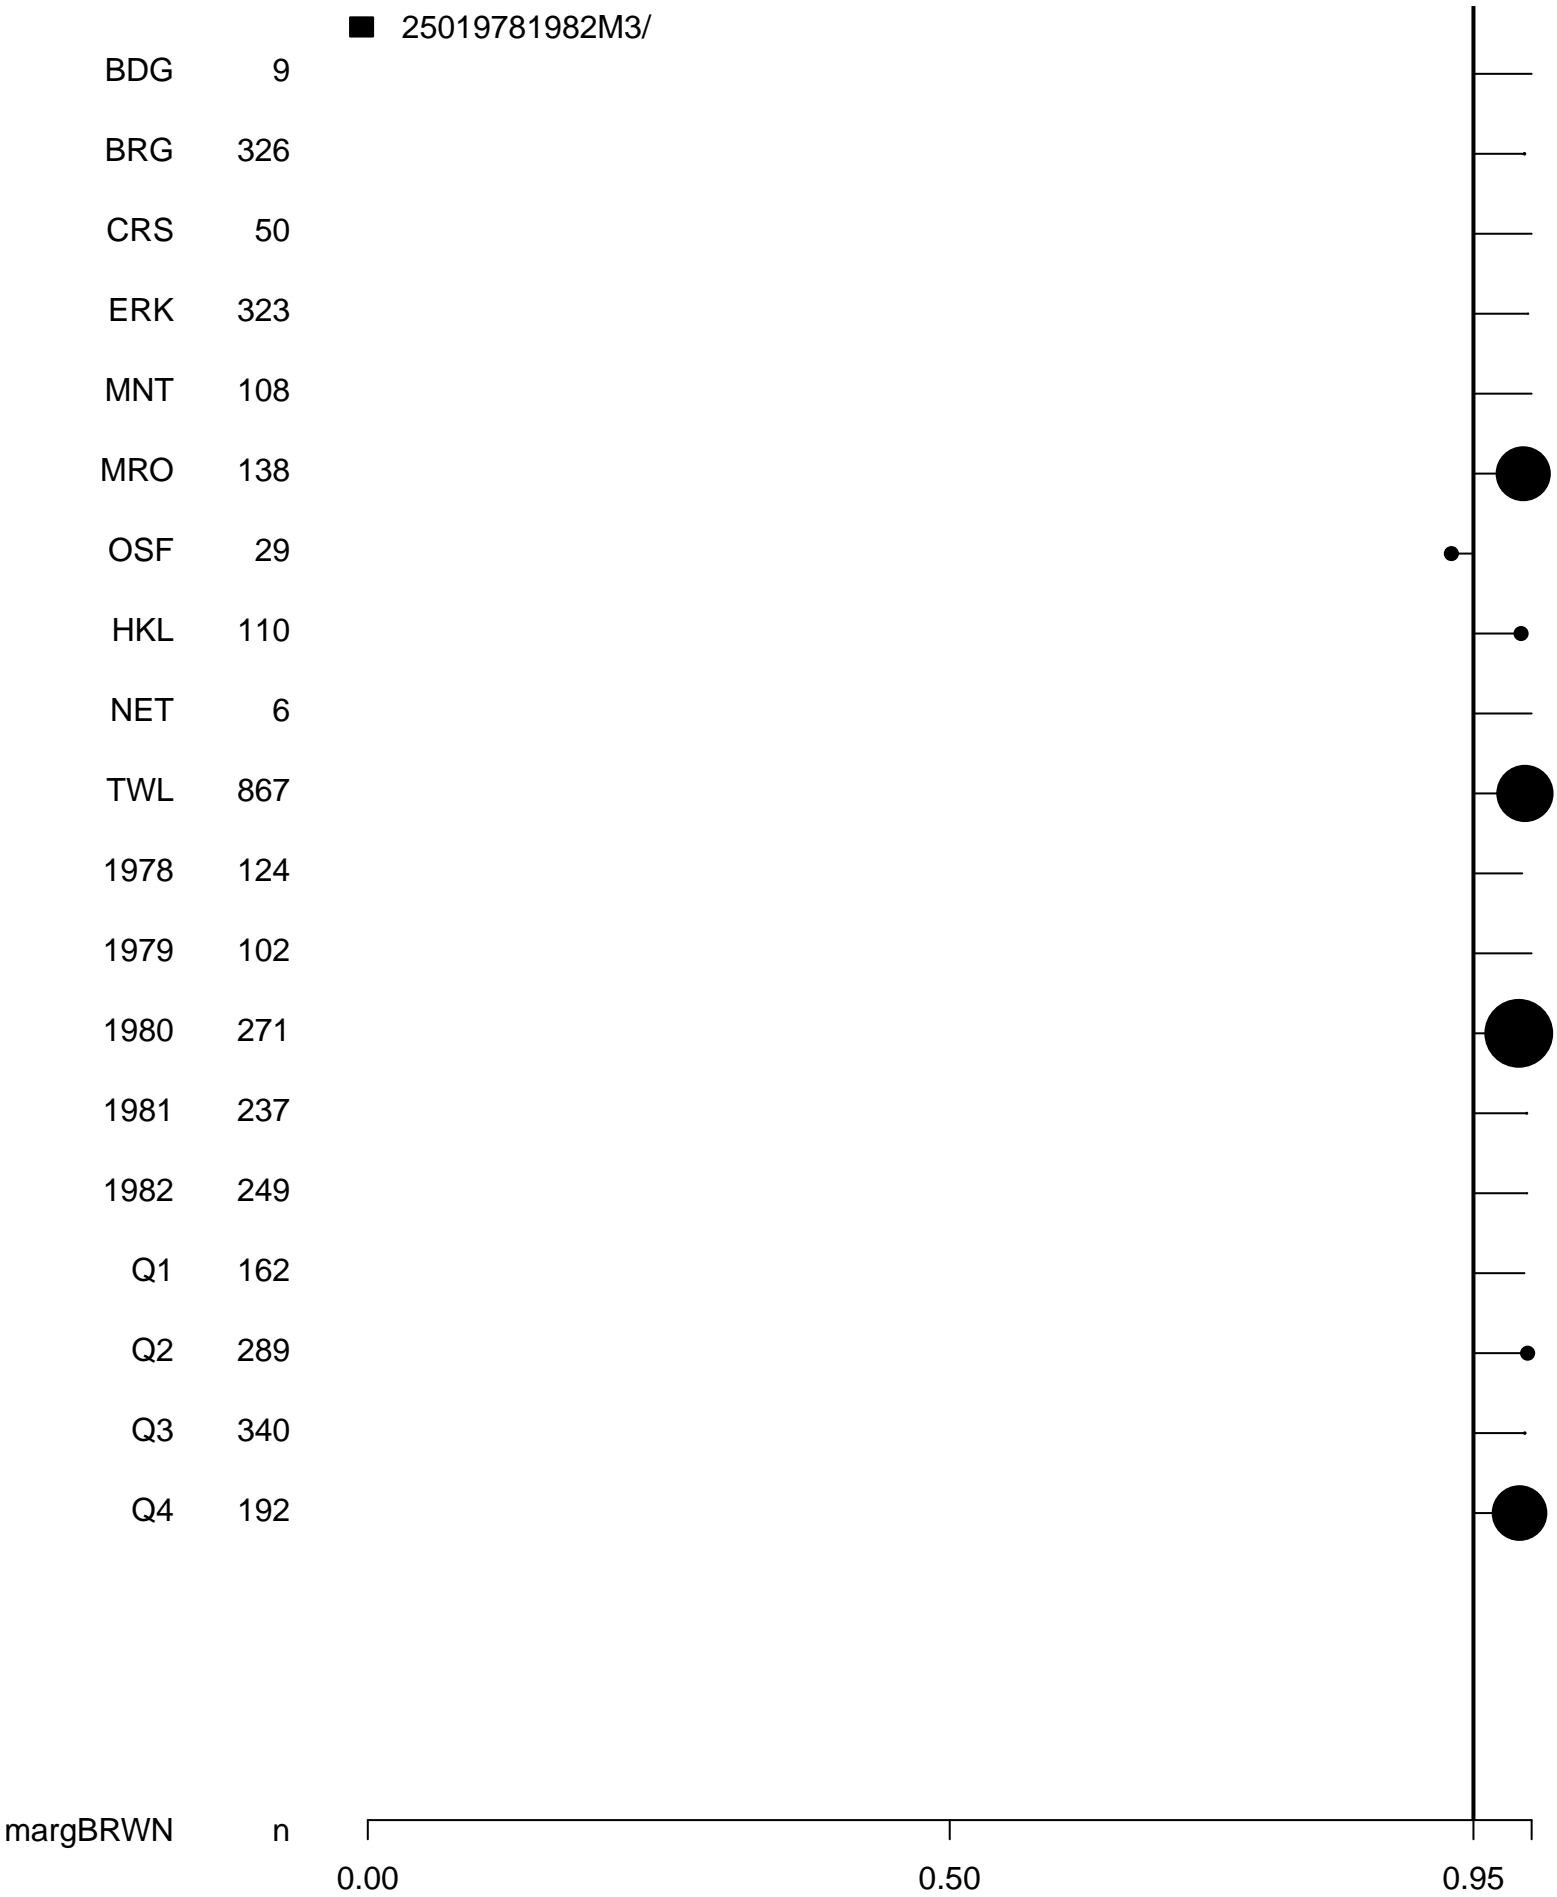 25019781982M3/
BDG 9
BRG 326
CRS 50
ERK 323
MNT 108
MRO 138
OSF 29
HKL 110
NET 6
TWL 867
1978 124
1979 102
1980 271
1981 237
1982 249
Q1 162
Q2 289
Q3 340
Q4 192
margBRWN n
0.00 0.50 0.95